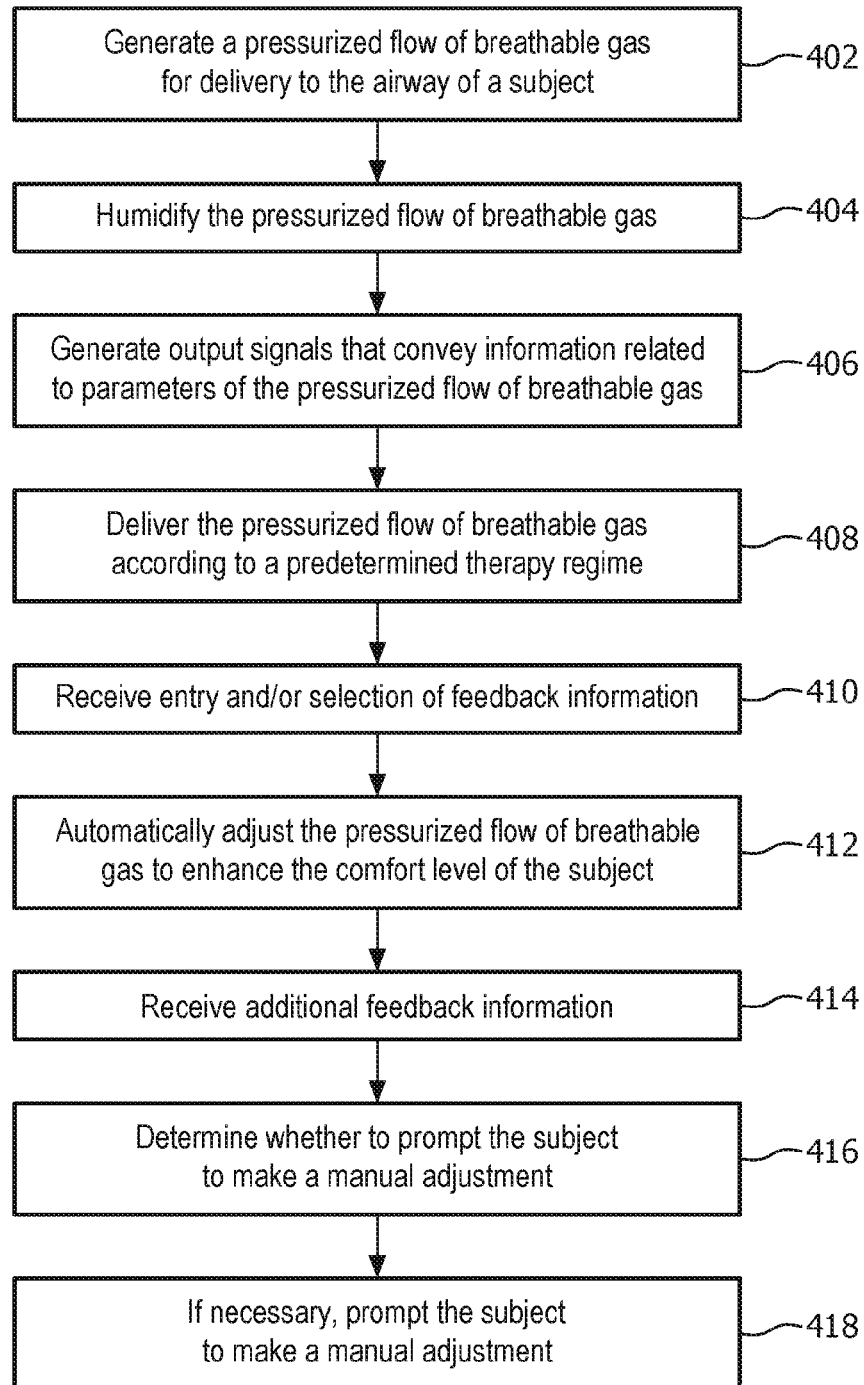 Generate a pressurized flow of breathable gas
for delivery to the airway of a subject
402
Humidify the pressurized flow of breathable gas
404
Generate output signals that convey information related
to parameters of the pressurized flow of breathable gas
406
Deliver the pressurized flow of breathable gas
according to a predetermined therapy regime
408
Receive entry and/or selection of feedback information
410
Automatically adjust the pressurized flow of breathable
gas to enhance the comfort level of the subject
412
Receive additional feedback information
414
Determine whether to prompt the subject
to make a manual adjustment
416
If necessary, prompt the subject
to make a manual adjustment
418